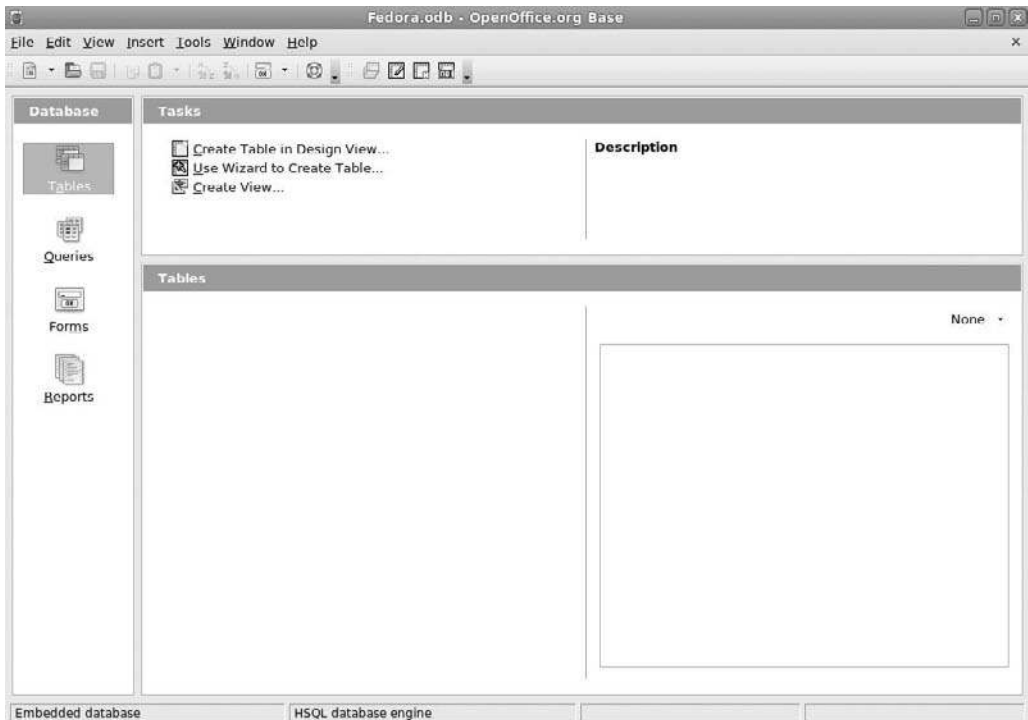 Fedora.odb - OpenOffice.org Base
File Edit View Insert Tools Window Help
Database
Tables
Queries
Forms
Reports
Tasks
Create Table in Design View...
Use Wizard to Create Table...
Create View...
Description
Tables
None
Embedded database
HSQL database engine